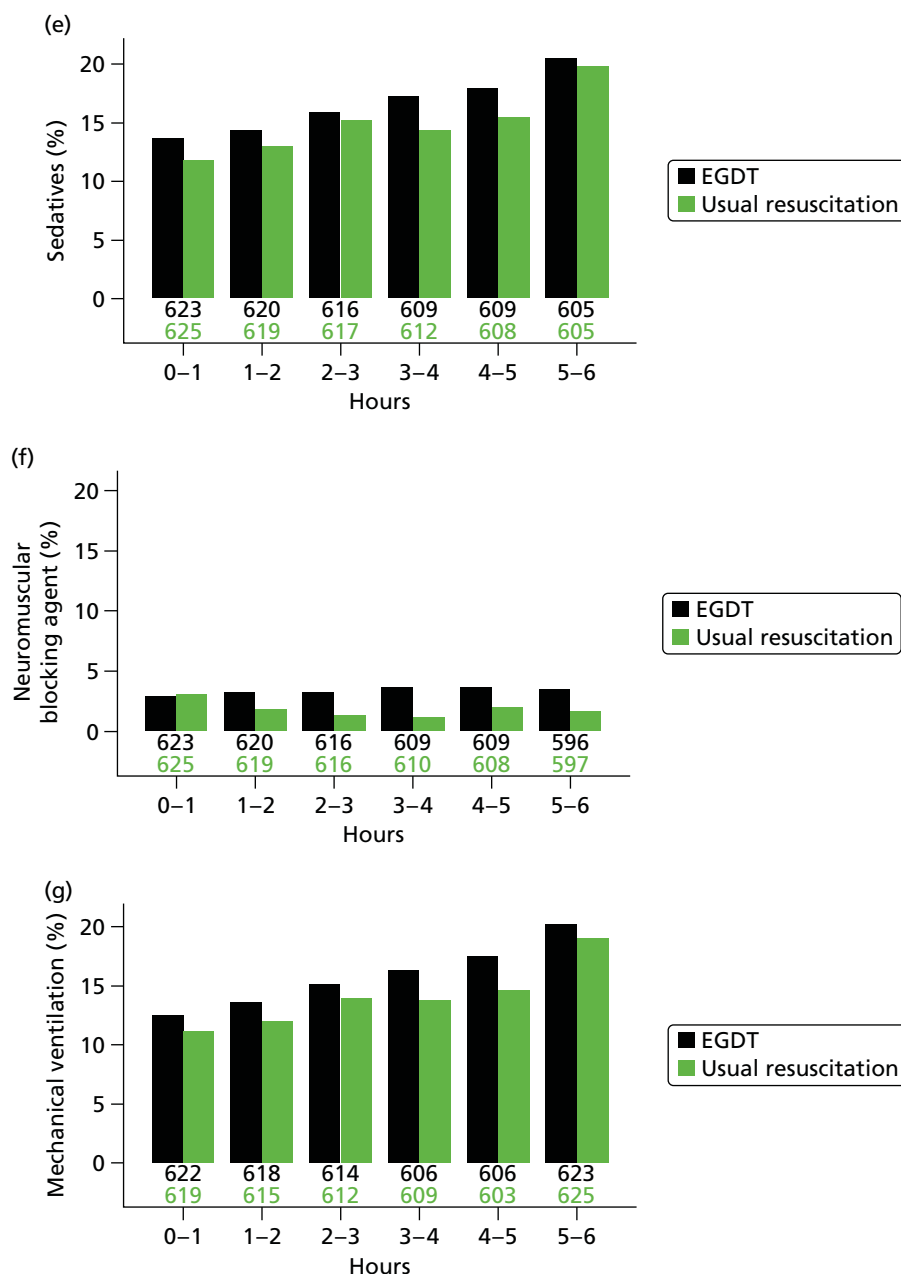 (e)
Sedatives (%)
20
15
10
5
0
623 620 616 609 609 605
625 619 617 612 608 605
0–1 1–2 2–3 3–4 4–5 5–6
Hours
EGDT
Usual resuscitation
(f)
Neuromuscular
blocking agent (%)
20
15
10
5
0
623 620 616 609 609 596
625 619 616 610 608 597
0–1 1–2 2–3 3–4 4–5 5–6
Hours
EGDT
Usual resuscitation
(g)
Mechanical ventilation (%)
20
15
10
5
0
622 618 614 606 606 623
619 615 612 609 603 625
0–1 1–2 2–3 3–4 4–5 5–6
Hours
EGDT
Usual resuscitation